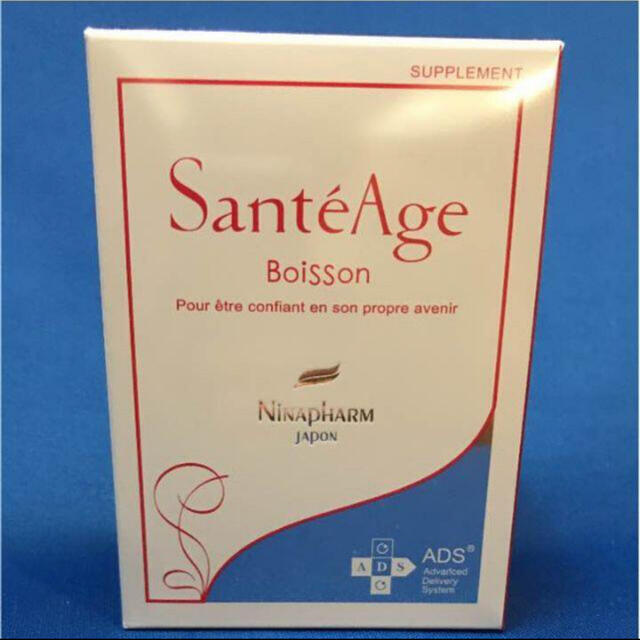 SUPPLEMENT
SantéAge
Boisson
Pour être confiant en son propre avenir
NINAPHARM
JAPON
ADS ADS®
Advanced
Delivery
System